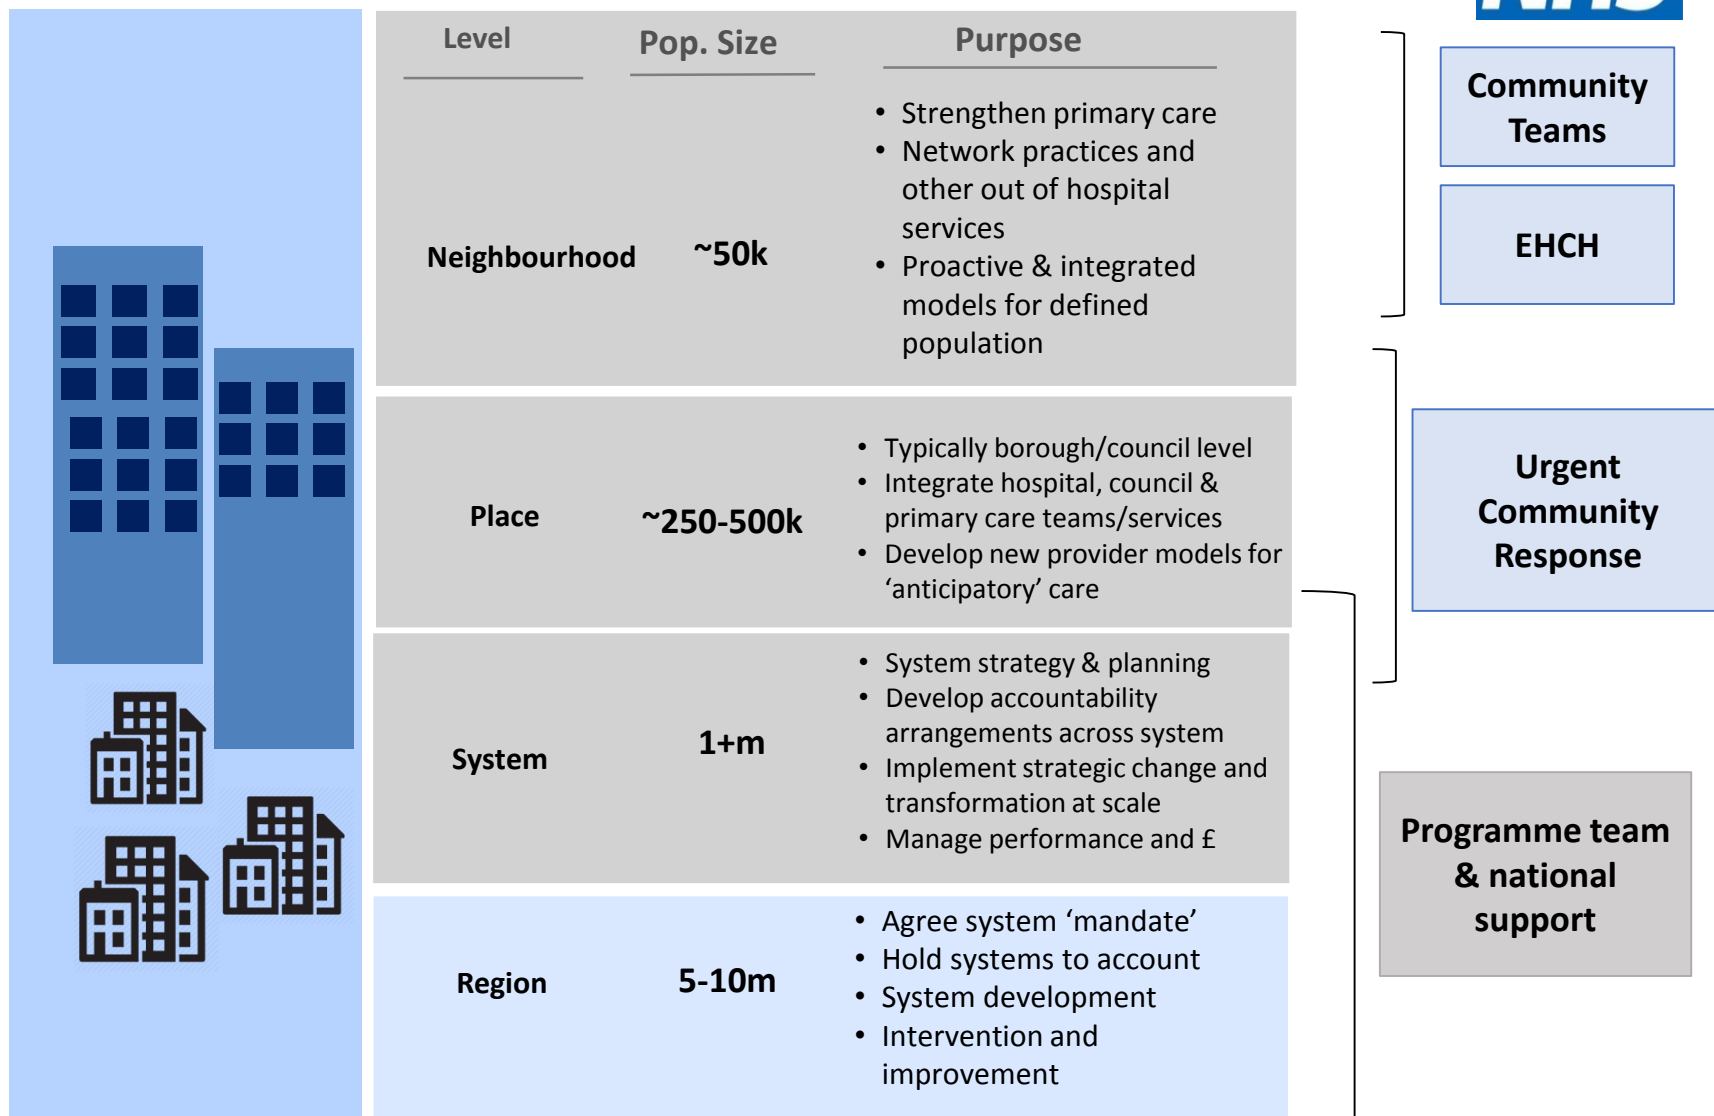 NHS
Level
Pop. Size
Purpose
Neighbourhood
~50k
• Strengthen primary care
• Network practices and
other out of hospital
services
• Proactive & integrated
models for defined
population
Place
~250-500k
• Typically borough/council level
• Integrate hospital, council &
primary care teams/services
• Develop new provider models for
‘anticipatory’ care
System
1+m
• System strategy & planning
• Develop accountability
arrangements across system
• Implement strategic change and
transformation at scale
• Manage performance and £
Region
5-10m
• Agree system ‘mandate’
• Hold systems to account
• System development
• Intervention and
improvement
Community
Teams
EHCH
Urgent
Community
Response
Programme team
& national
support